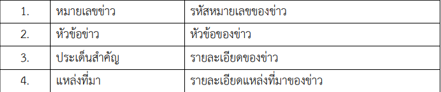 1. หมายเลขข่าว รหัสหมายเลขของข่าว
2. หัวข้อข่าว หัวข้อของข่าว
3. ประเด็นสำคัญ รายละเอียดของข่าว
4. แหล่งที่มา รายละเอียดแหล่งที่มาของข่าว